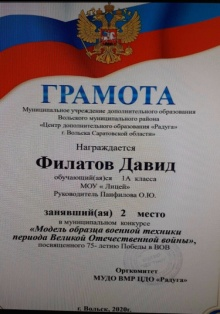 ГРАМОТА
Муниципальное учреждение дополнительного образования
Вольского муниципального района
«Центр дополнительного образования «Радуга»
г. Вольска Саратовской области»
Награждается
Филатов Давид
обучающий(ая)ся 1А класса
МОУ « Лицей»
Руководитель Панфилова О.Ю.
занявший(ая) 2 место
в муниципальном конкурсе
«Модель образца военной техники
периода Великой Отечественной войны»,
посвященного 75- летию Победы в ВОВ
Оргкомитет
МУДО ВМР ЦДО «Радуга»
г. Вольск, 2020г.